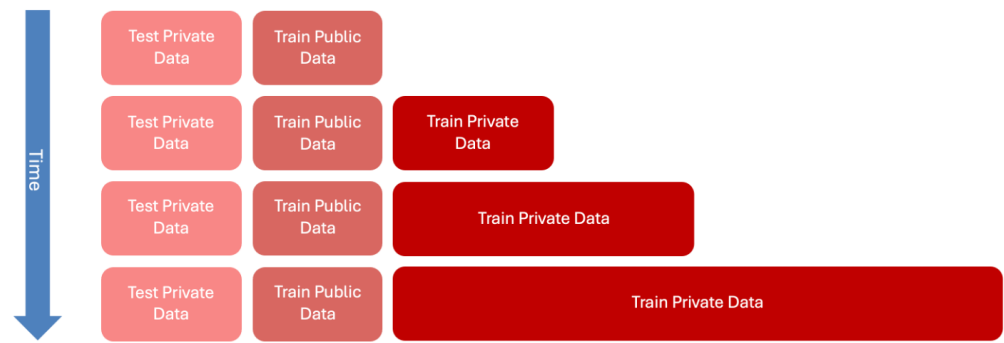 Test Private
Data
Train Public
Data
Test Private
Data
Train Public
Data
Train Private
Data
Time
Test Private
Data
Train Public
Data
Train Private Data
Test Private
Data
Train Public
Data
Train Private Data